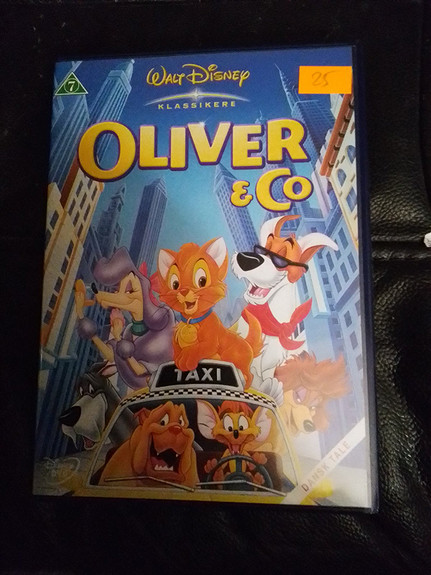 WALT DISNEY
KLASSIKERE
25
7
OLIVER
& CO
TAXI
DANSK TALE